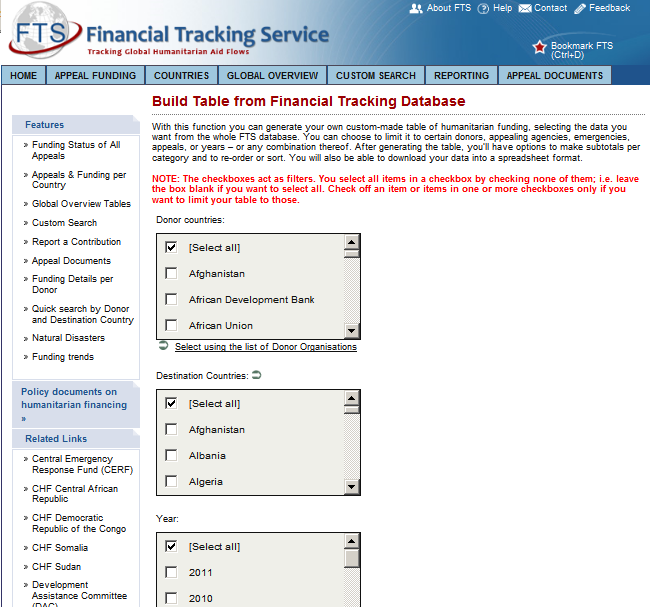 About FTS
Help
Contact
Feedback
FTS Financial Tracking Service
Tracking Global Humanitarian Aid Flows
Bookmark FTS
(Ctrl+D)
HOME
APPEAL FUNDING
COUNTRIES
GLOBAL OVERVIEW
CUSTOM SEARCH
REPORTING
APPEAL DOCUMENTS
Features
» Funding Status of All
Appeals
» Appeals & Funding per
Country
» Global Overview Tables
» Custom Search
» Report a Contribution
» Appeal Documents
» Funding Details per
Donor
» Quick search by Donor
and Destination Country
» Natural Disasters
» Funding trends
Policy documents on
humanitarian financing
»
Related Links
» Central Emergency
Response Fund (CERF)
» CHF Central African
Republic
» CHF Democratic
Republic of the Congo
» CHF Somalia
» CHF Sudan
» Development
Assistance Committee
(DAC)
Build Table from Financial Tracking Database
With this function you can generate your own custom-made table of humanitarian funding, selecting the data you
want from the whole FTS database. You can choose to limit it to certain donors, appealing agencies, emergencies,
appeals, or years – or any combination thereof. After generating the table, you'll have options to make subtotals per
category and to re-order or sort. You will also be able to download your data into a spreadsheet format.
NOTE: The checkboxes act as filters. You select all items in a checkbox by checking none of them; i.e. leave
the box blank if you want to select all. Check off an item or items in one or more checkboxes only if you
want to limit your table to those.
Donor countries:
[Select all]
Afghanistan
African Development Bank
African Union
Select using the list of Donor Organisations
Destination Countries:
[Select all]
Afghanistan
Albania
Algeria
Year:
[Select all]
2011
2010